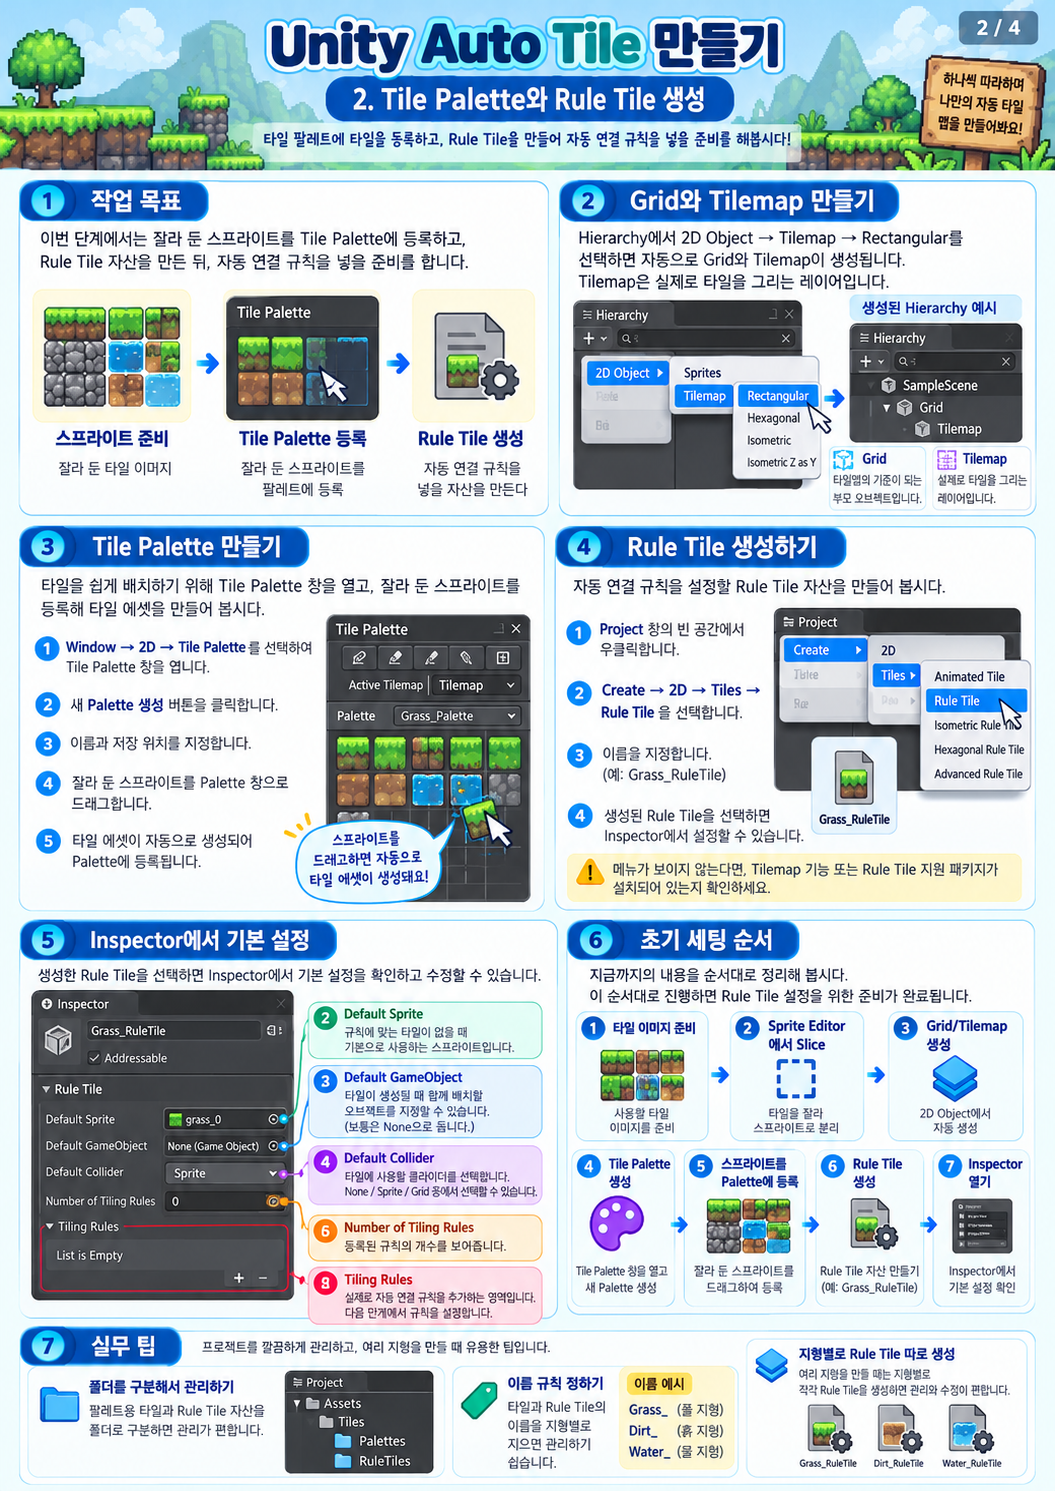 Unity Auto Tile 만들기
2 / 4
2. Tile Palette와 Rule Tile 생성
타일 팔레트에 타일을 등록하고, Rule Tile을 만들어 자동 연결 규칙을 넣을 준비를 해봅시다!
하나씩 따라하며
나만의 자동 타일
맵을 만들어봐요!
1 작업 목표
이번 단계에서는 잘라 둔 스프라이트를 Tile Palette에 등록하고,
Rule Tile 자산을 만든 뒤, 자동 연결 규칙을 넣을 준비를 합니다.
Tile Palette
스프라이트 준비
잘라 둔 타일 이미지
Tile Palette 등록
잘라 둔 스프라이트를
팔레트에 등록
Rule Tile 생성
자동 연결 규칙을
넣을 자산을 만든다
2 Grid와 Tilemap 만들기
Hierarchy에서 2D Object → Tilemap → Rectangular를
선택하면 자동으로 Grid와 Tilemap이 생성됩니다.
Tilemap은 실제로 타일을 그리는 레이어입니다.
Hierarchy
2D Object
Sprites
Tilemap
Rectangular
Hexagonal
Isometric
Isometric Z as Y
생성된 Hierarchy 예시
Hierarchy
SampleScene
Grid
Tilemap
Grid
타일맵의 기준이 되는
부모 오브젝트입니다.
Tilemap
실제로 타일을 그리는
레이어입니다.
3 Tile Palette 만들기
타일을 쉽게 배치하기 위해 Tile Palette 창을 열고, 잘라 둔 스프라이트를
등록해 타일 에셋을 만들어 봅시다.
1 Window → 2D → Tile Palette를 선택하여
Tile Palette 창을 엽니다.
2 새 Palette 생성 버튼을 클릭합니다.
3 이름과 저장 위치를 지정합니다.
4 잘라 둔 스프라이트를 Palette 창으로
드래그합니다.
5 타일 에셋이 자동으로 생성되어
Palette에 등록됩니다.
Tile Palette
Active Tilemap Tilemap
Palette Grass_Palette
스프라이트를
드래고하면 자동으로
타일 에셋이 생성돼요!
4 Rule Tile 생성하기
자동 연결 규칙을 설정할 Rule Tile 자산을 만들어 봅시다.
1 Project 창의 빈 공간에서
우클릭합니다.
2 Create → 2D → Tiles →
Rule Tile 을 선택합니다.
3 이름을 지정합니다.
(예: Grass_RuleTile)
4 생성된 Rule Tile을 선택하면
Inspector에서 설정할 수 있습니다.
Project
Create
2D
Tiles
Animated Tile
Rule Tile
Isometric Rule Tile
Hexagonal Rule Tile
Advanced Rule Tile
Grass_RuleTile
메뉴가 보이지 않는다면, Tilemap 기능 또는 Rule Tile 지원 패키지가
설치되어 있는지 확인하세요.
5 Inspector에서 기본 설정
생성한 Rule Tile을 선택하면 Inspector에서 기본 설정을 확인하고 수정할 수 있습니다.
Inspector
Grass_RuleTile
Addressable
Rule Tile
Default Sprite grass_0
Default GameObject None (Game Object)
Default Collider Sprite
Number of Tiling Rules 0
Tiling Rules
List is Empty
+ −
2 Default Sprite
규칙에 맞는 타일이 없을 때
기본으로 사용하는 스프라이트입니다.
3 Default GameObject
타일이 생성될 때 함께 배치할
오브젝트를 지정할 수 있습니다.
(보통은 None으로 둡니다.)
4 Default Collider
타일에 사용할 콜라이더를 선택합니다.
None / Sprite / Grid 중에서 선택할 수 있습니다.
6 Number of Tiling Rules
등록된 규칙의 개수를 보여줍니다.
8 Tiling Rules
실제로 자동 연결 규칙을 추가하는 영역입니다.
다음 단계에서 규칙을 설정합니다.
6 초기 세팅 순서
지금까지의 내용을 순서대로 정리해 봅시다.
이 순서대로 진행하면 Rule Tile 설정을 위한 준비가 완료됩니다.
1 타일 이미지 준비
사용할 타일
이미지를 준비
2 Sprite Editor
에서 Slice
타일을 잘라
스프라이트로 분리
3 Grid/Tilemap
생성
2D Object에서
자동 생성
4 Tile Palette
생성
Tile Palette 창을 열고
새 Palette 생성
5 스프라이트를
Palette에 등록
잘라 둔 스프라이트를
드래그하여 등록
6 Rule Tile
생성
Rule Tile 자산 만들기
(예: Grass_RuleTile)
7 Inspector
열기
Inspector에서
기본 설정 확인
7 실무 팁
프로젝트를 깔끔하게 관리하고, 여리 지형을 만들 때 유용한 팁입니다.
폴더를 구분해서 관리하기
팔레트용 타일과 Rule Tile 자산을
폴더로 구분하면 관리가 편합니다.
Project
Assets
Tiles
Palettes
RuleTiles
이름 규칙 정하기
타일과 Rule Tile의
이름을 지형별로
지으면 관리하기
쉽습니다.
이름 예시
Grass_ (풀 지형)
Dirt_ (흙 지형)
Water_ (물 지형)
지형별로 Rule Tile 따로 생성
여리 지형을 만들 때는 지형별로
각각 Rule Tile을 생성하면 관리와 수정이 편합니다.
Grass_RuleTile
Dirt_RuleTile
Water_RuleTile